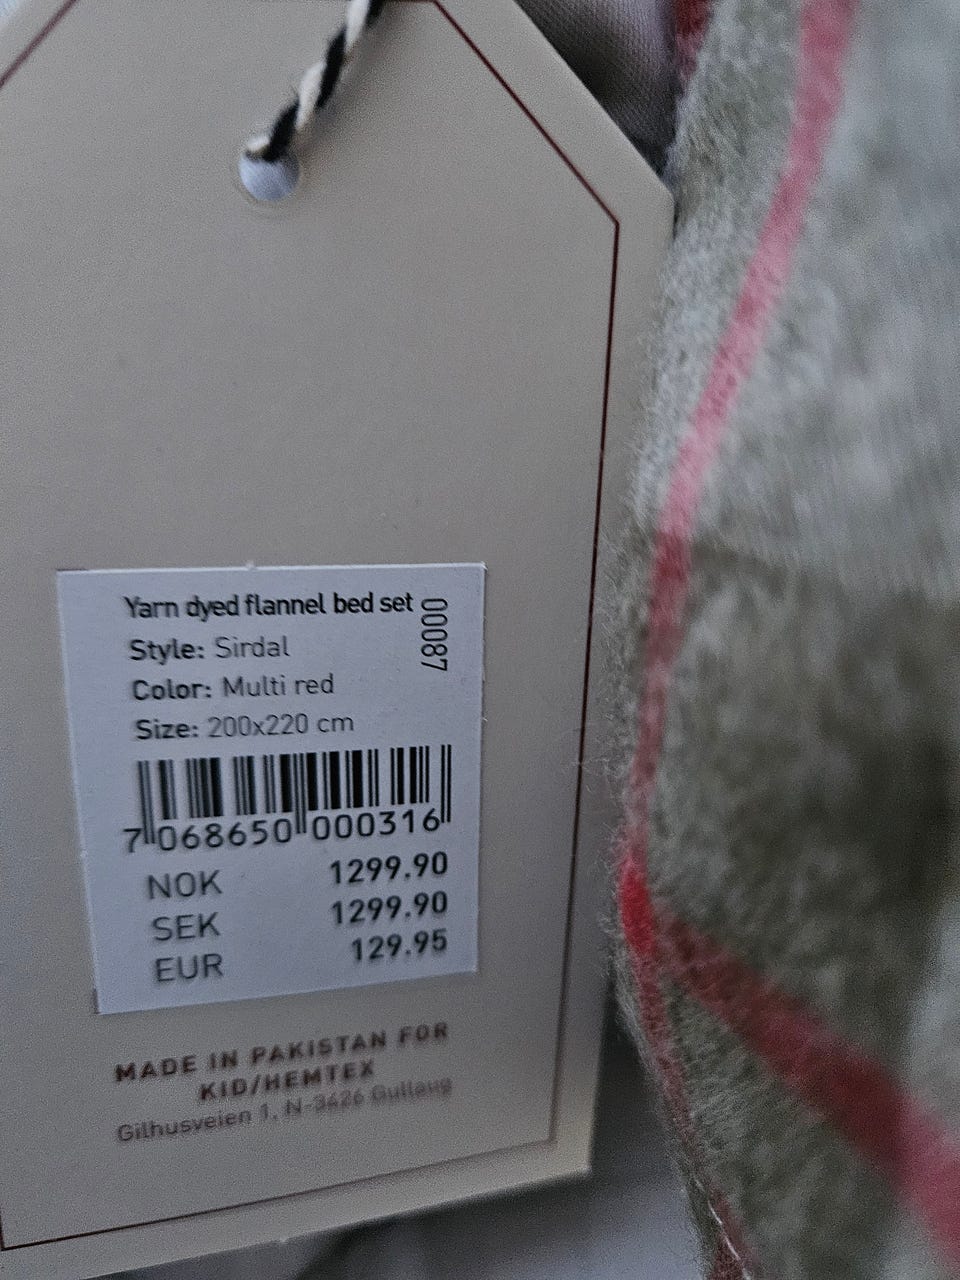 Yarn dyed flannel bed set
00087
Style: Sirdal
Color: Multi red
Size: 200x220 cm
7 068650 000316
NOK 1299.90
SEK 1299.90
EUR 129.95
MADE IN PAKISTAN FOR
KID/HEMTEX
Gilhusveien 1, N-3426 Gullaug